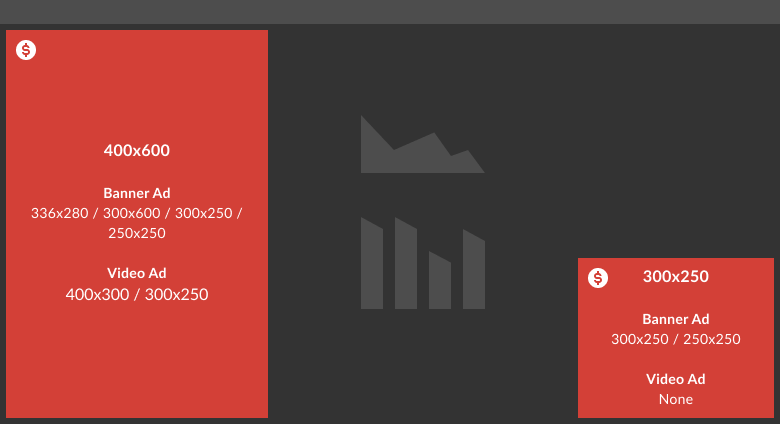 $
400x600
Banner Ad
336x280 / 300x600 / 300x250 /
250x250
Video Ad
400x300 / 300x250
$
300x250
Banner Ad
300x250 / 250x250
Video Ad
None